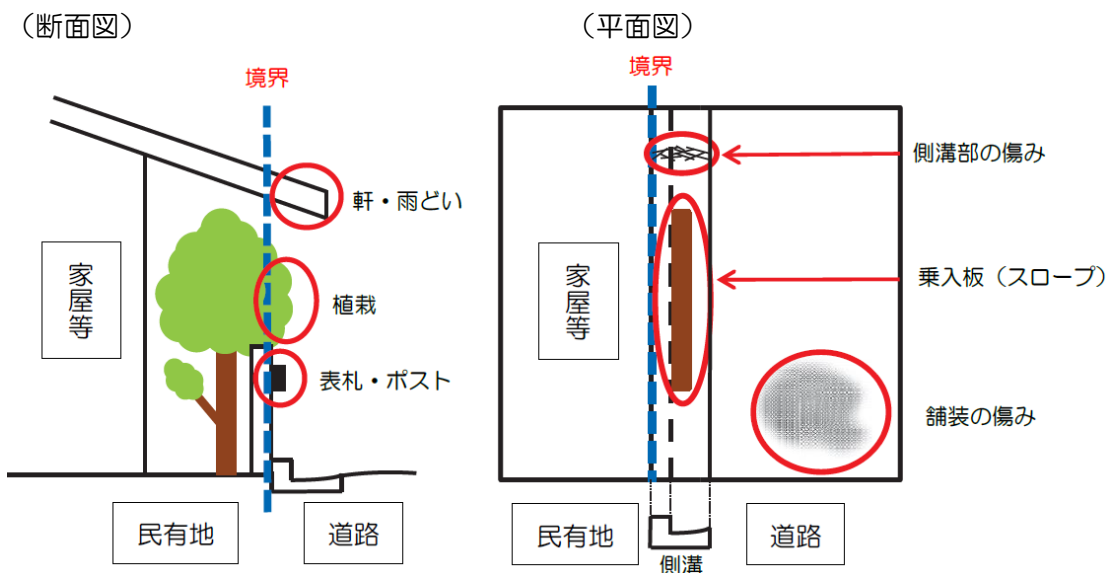 (断面図)
境界
軒・雨どい
家屋等
植栽
表札・ポスト
民有地
道路
(平面図)
境界
側溝部の傷み
家屋等
乗入板（スロープ）
舗装の傷み
民有地
道路
側溝